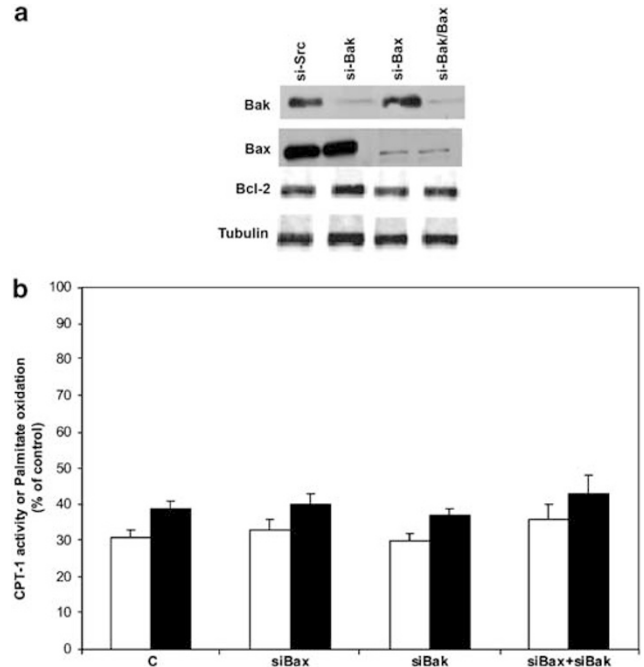 a
si-Src
si-Bak
si-Bax
si-Bak/Bax
Bak
Bax
Bcl-2
Tubulin
b
CPT-1 activity or Palmitate oxidation
(% of control)
100
90
80
70
60
50
40
30
20
10
0
C
siBax
siBak
siBax+siBak